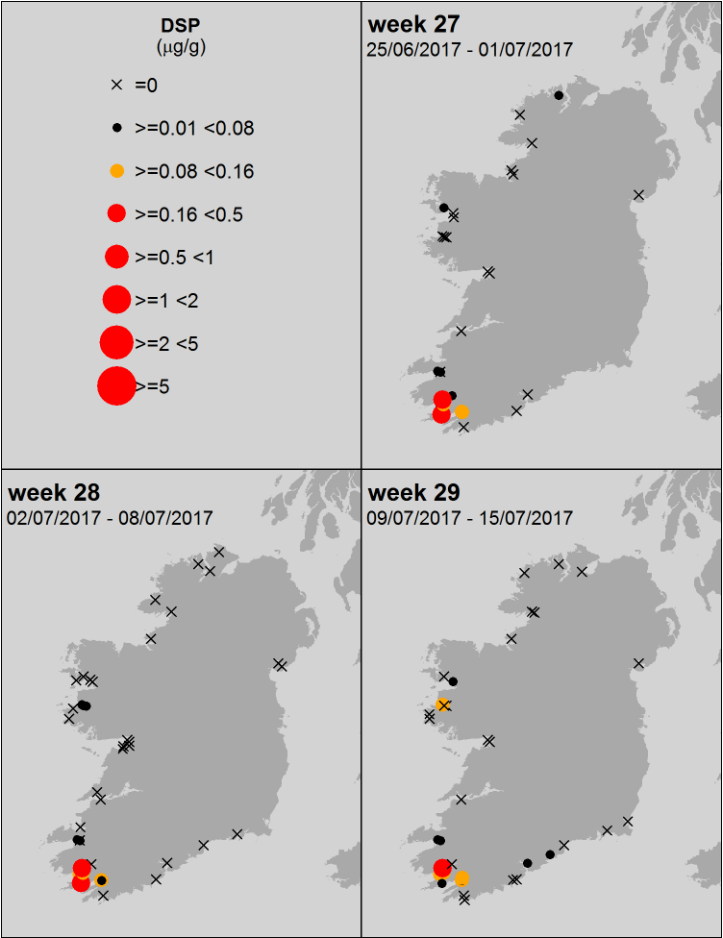 DSP
(µg/g)
=0
>=0.01 <0.08
>=0.08 <0.16
>=0.16 <0.5
>=0.5 <1
>=1 <2
>=2 <5
>=5
week 27
25/06/2017 - 01/07/2017
week 28
02/07/2017 - 08/07/2017
week 29
09/07/2017 - 15/07/2017